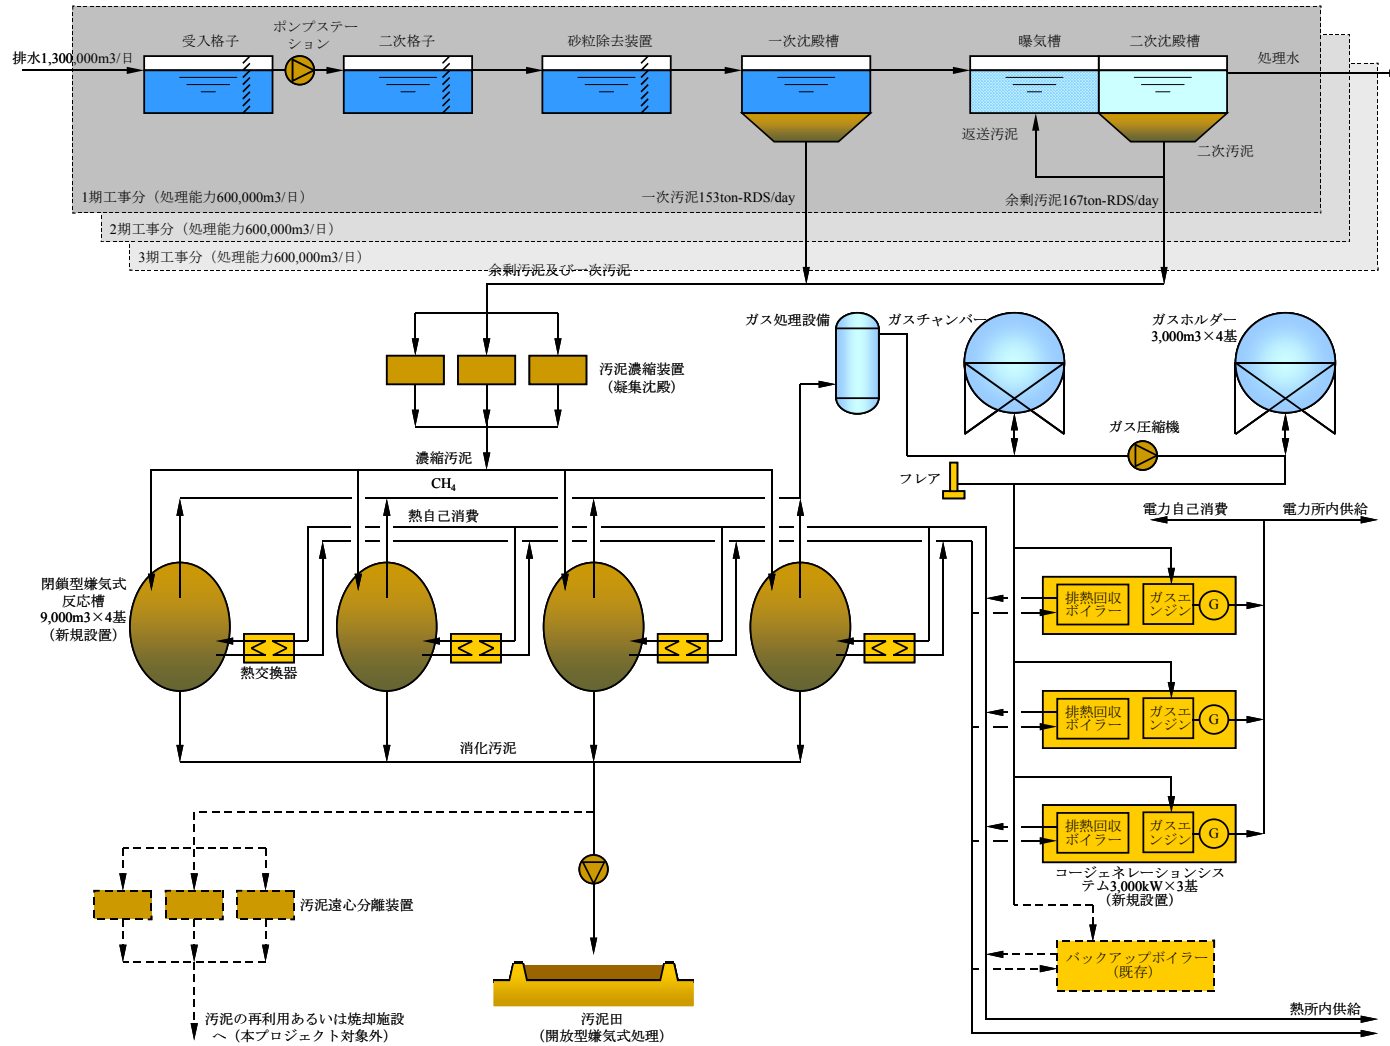 排水1,300,000m3/日
受入格子
ポンプステー
ション
二次格子
砂粒除去装置
一次沈殿槽
曝気槽
二次沈殿槽
処理水
返送汚泥
二次汚泥
1期工事分（処理能力600,000m3/日）
一次汚泥153ton-RDS/day
余剰汚泥167ton-RDS/day
2期工事分（処理能力600,000m3/日）
3期工事分（処理能力600,000m3/日）
余剰汚泥及び一次汚泥
ガス処理設備
ガスチャンバー
ガスホルダー
3,000m3×4基
汚泥濃縮装置
（凝集沈殿）
ガス圧縮機
濃縮汚泥
CH4
フレア
熱自己消費
電力自己消費
電力所内供給
閉鎖型嫌気式
反応槽
9,000m3×4基
（新規設置）
熱交換器
排熱回収
ボイラー
ガスエ
ンジン
G
排熱回収
ボイラー
ガスエ
ンジン
G
消化汚泥
排熱回収
ボイラー
ガスエ
ンジン
G
コージェネレーションシス
テム3,000kW×3基
（新規設置）
汚泥遠心分離装置
バックアップボイラー
（既存）
汚泥の再利用あるいは焼却施設
へ（本プロジェクト対象外）
汚泥田
（開放型嫌気式処理）
熱所内供給